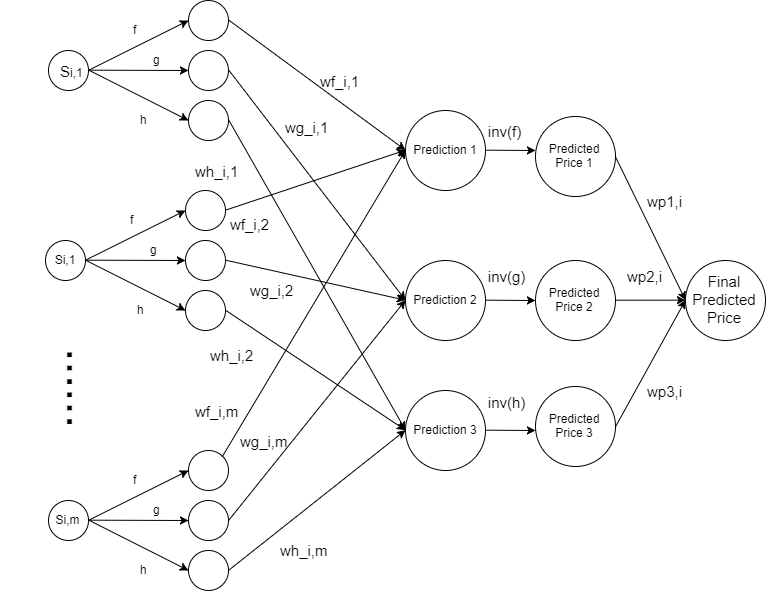 f
g
h
Si,1
wf_i,1
wg_i,1
wh_i,1
f
g
h
Si,1
wf_i,2
wg_i,2
wh_i,2
f
g
h
Si,m
wf_i,m
wg_i,m
wh_i,m
Prediction 1
inv(f)
Predicted
Price 1
wp1,i
Prediction 2
inv(g)
Predicted
Price 2
wp2,i
Prediction 3
inv(h)
Predicted
Price 3
wp3,i
Final
Predicted
Price